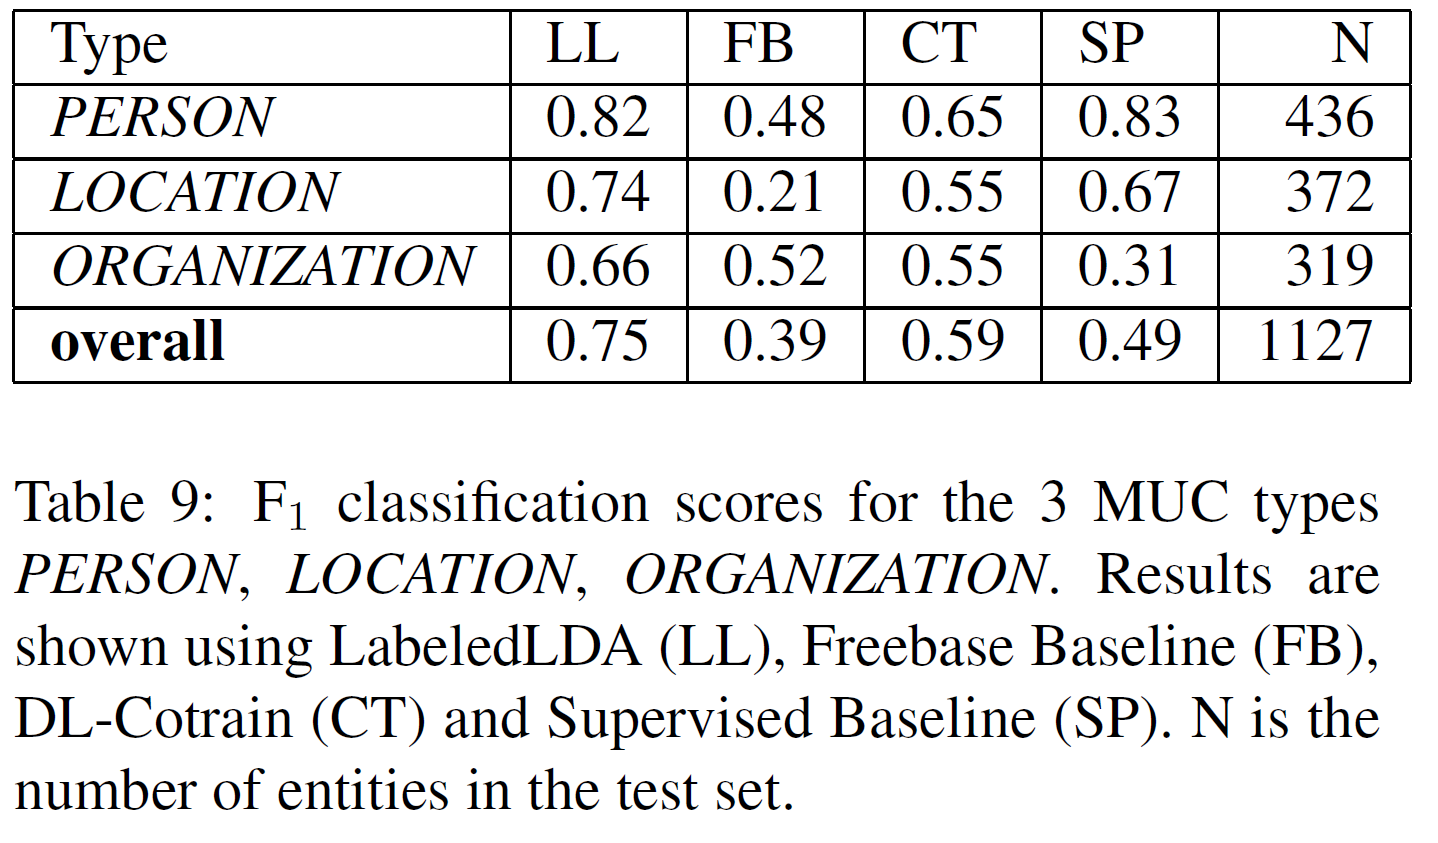 Type LL FB CT SP N
PERSON 0.82 0.48 0.65 0.83 436
LOCATION 0.74 0.21 0.55 0.67 372
ORGANIZATION 0.66 0.52 0.55 0.31 319
overall 0.75 0.39 0.59 0.49 1127
Table 9: F₁ classification scores for the 3 MUC types
PERSON, LOCATION, ORGANIZATION. Results are
shown using LabeledLDA (LL), Freebase Baseline (FB),
DL-Cotrain (CT) and Supervised Baseline (SP). N is the
number of entities in the test set.